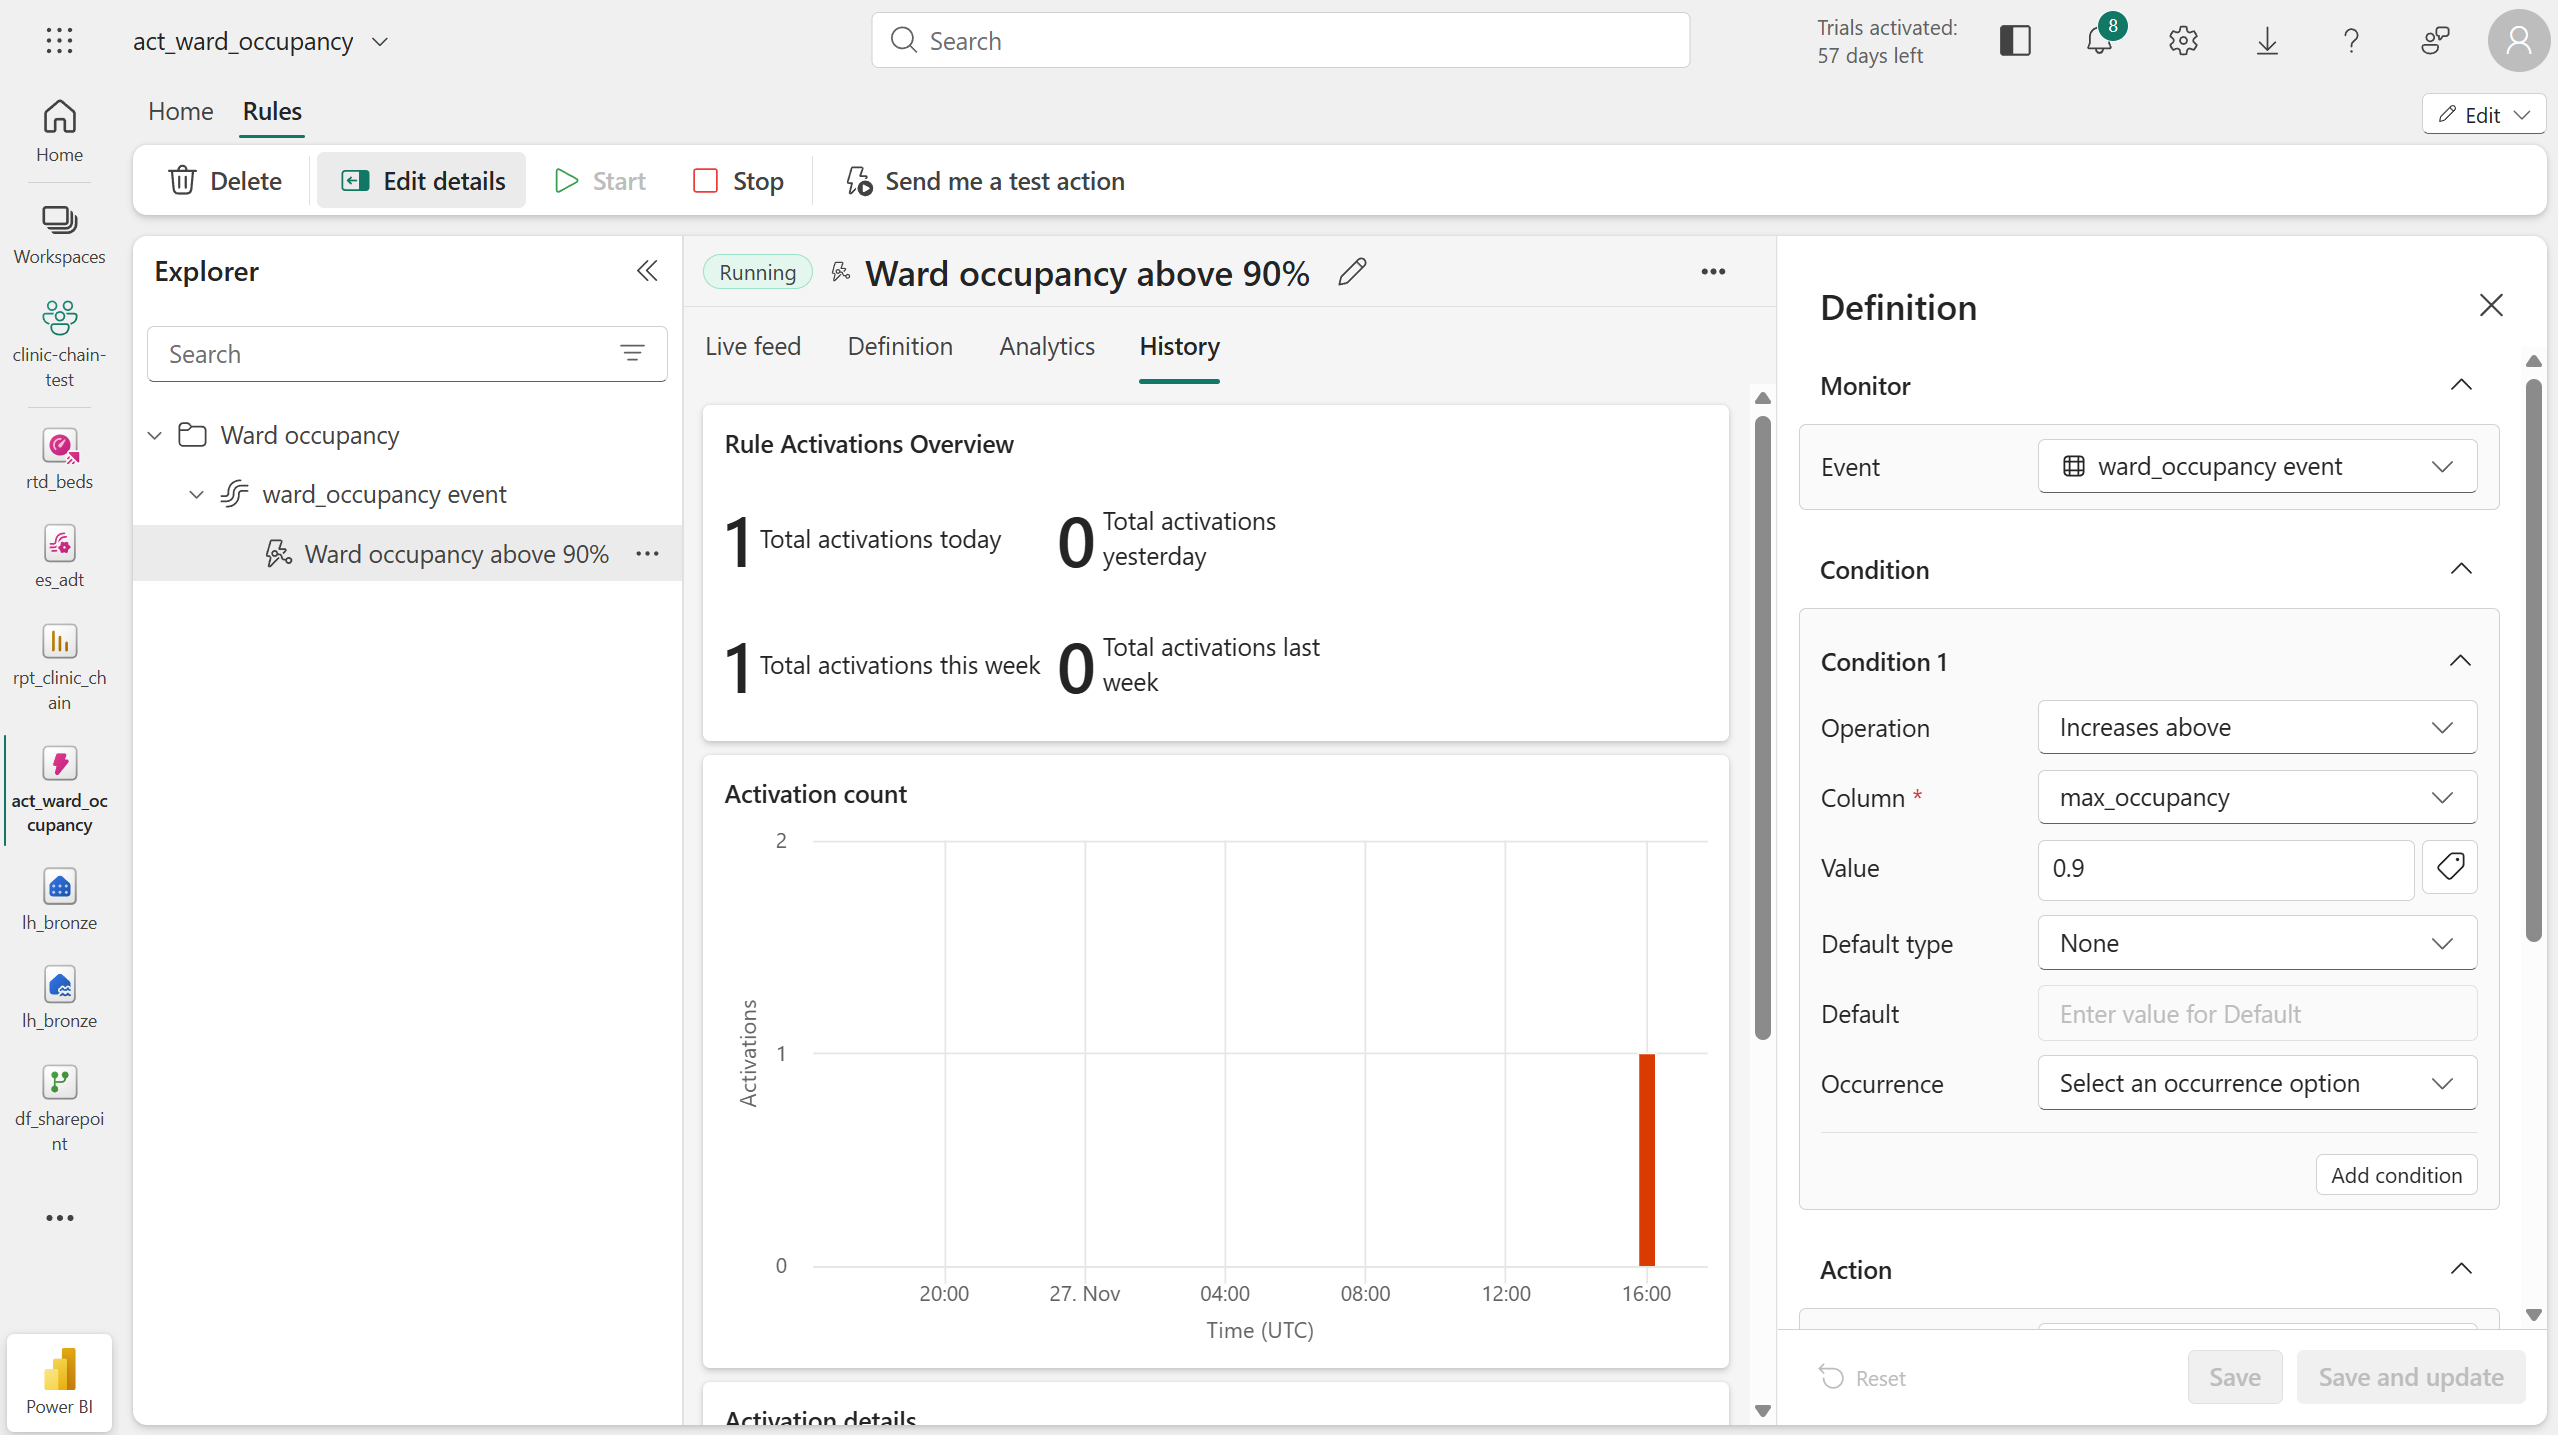 act_ward_occupancy
Search
Trials activated:
57 days left
8
Home
Rules
Edit
Delete
Edit details
Start
Stop
Send me a test action
Home
Workspaces
clinic-chain-
test
rtd_beds
es_adt
rpt_clinic_ch
ain
act_ward_oc
cupancy
lh_bronze
lh_bronze
df_sharepoi
nt
Power BI
Explorer
Search
Ward occupancy
ward_occupancy event
Ward occupancy above 90%
Running
Ward occupancy above 90%
Live feed
Definition
Analytics
History
Rule Activations Overview
1 Total activations today
0 Total activations
yesterday
1 Total activations this week
0 Total activations last
week
Activation count
2
1
0
Activations
20:00
27. Nov
04:00
08:00
12:00
16:00
Time (UTC)
Activation details
Definition
Monitor
Event
ward_occupancy event
Condition
Condition 1
Operation
Increases above
Column *
max_occupancy
Value
0.9
Default type
None
Default
Enter value for Default
Occurrence
Select an occurrence option
Add condition
Action
Reset
Save
Save and update